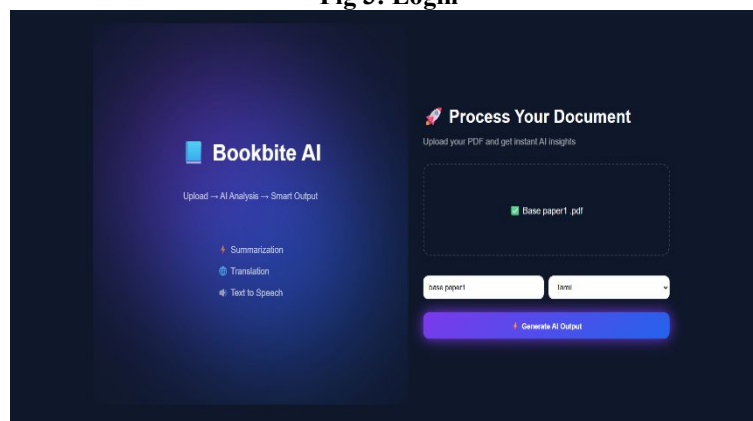 Fig 3: Login
Bookbite AI
Upload → AI Analysis → Smart Output
Summarization
Translation
Text to Speech
Process Your Document
Upload your PDF and get instant AI insights
Base paper1 .pdf
base paper1
Tamil
Generate AI Output